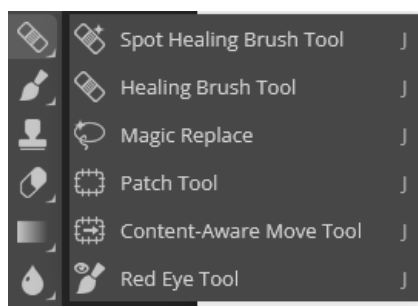 Spot Healing Brush Tool J
Healing Brush Tool J
Magic Replace J
Patch Tool J
Content-Aware Move Tool J
Red Eye Tool J